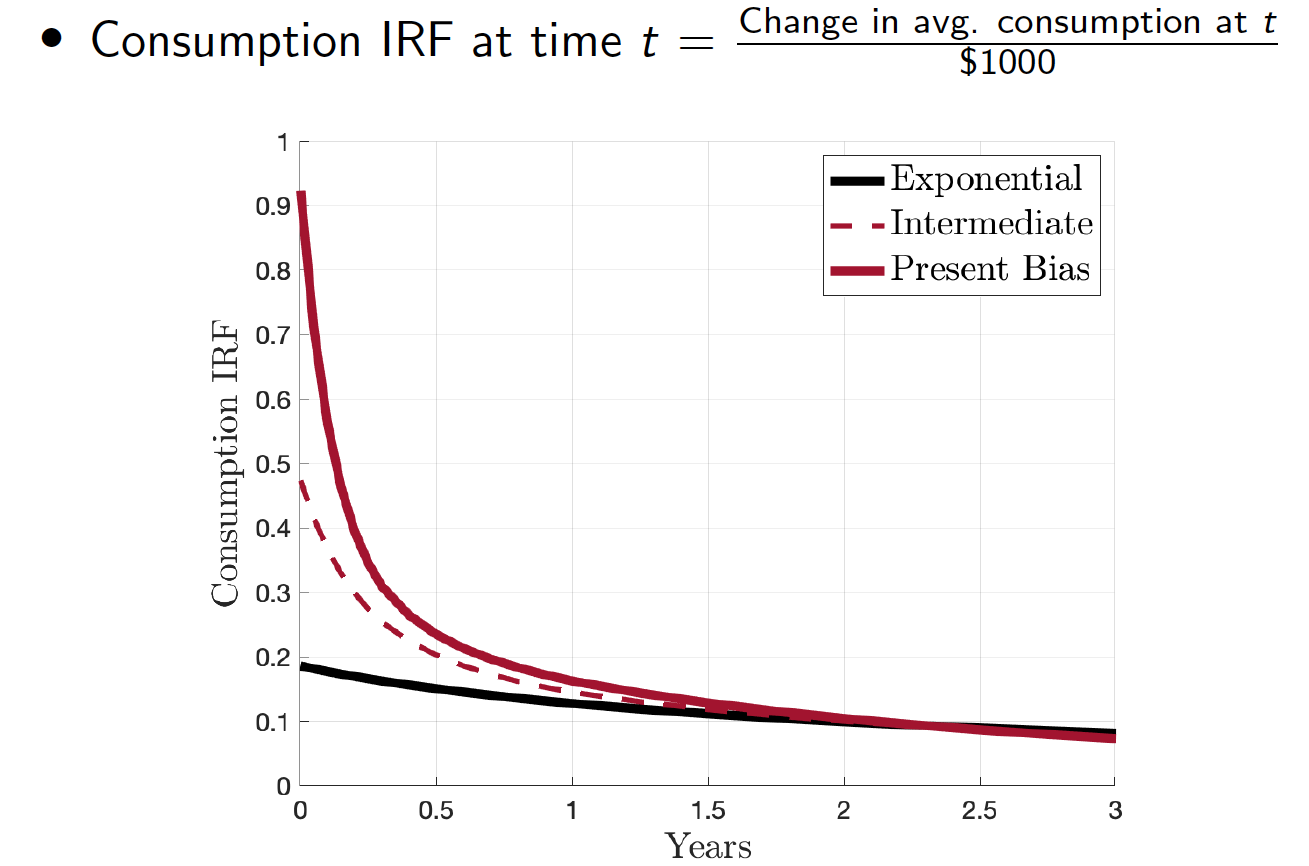 • Consumption IRF at time t = Change in avg. consumption at t / $1000
1
0.9
0.8
0.7
0.6
0.5
0.4
0.3
0.2
0.1
0
Consumption IRF
Exponential
Intermediate
Present Bias
0 0.5 1 1.5 2 2.5 3
Years